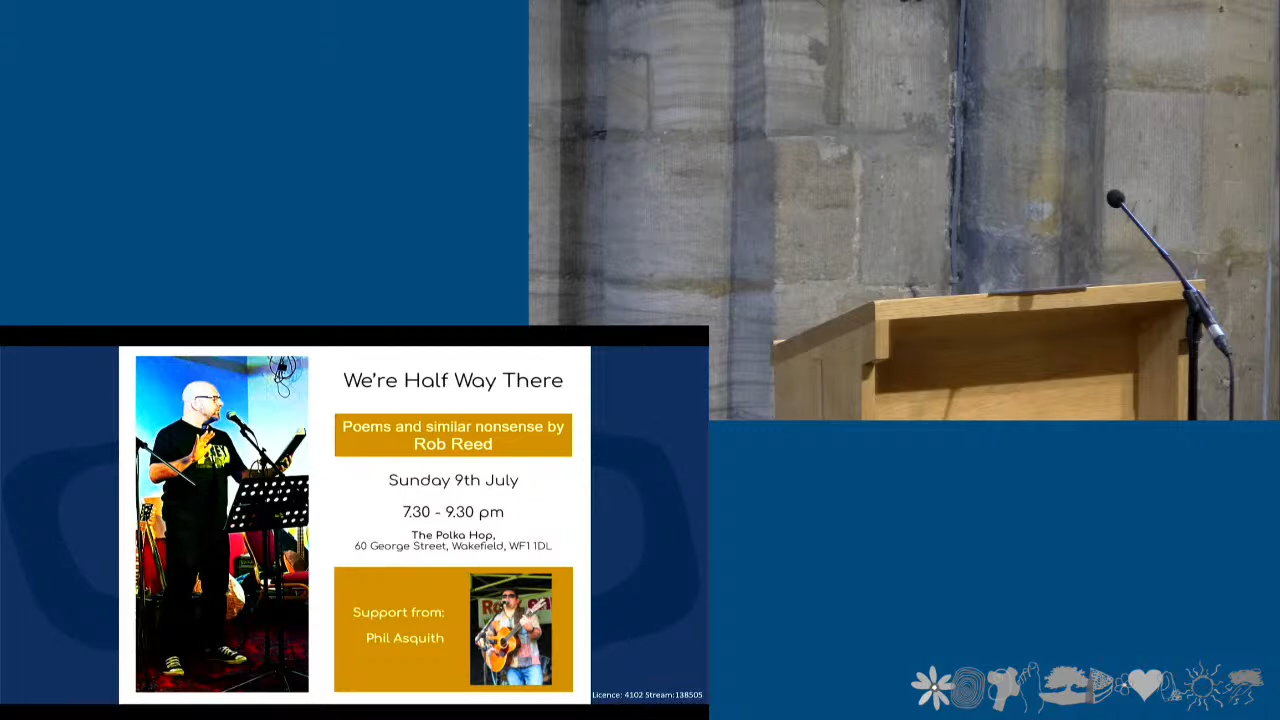 We're Half Way There
Poems and similar nonsense by
Rob Reed
Sunday 9th July
7.30 - 9.30 pm
The Polka Hop,
60 George Street, Wakefield, WF1 1DL
Support from:
Phil Asquith
Licence: 4102 Stream:138505